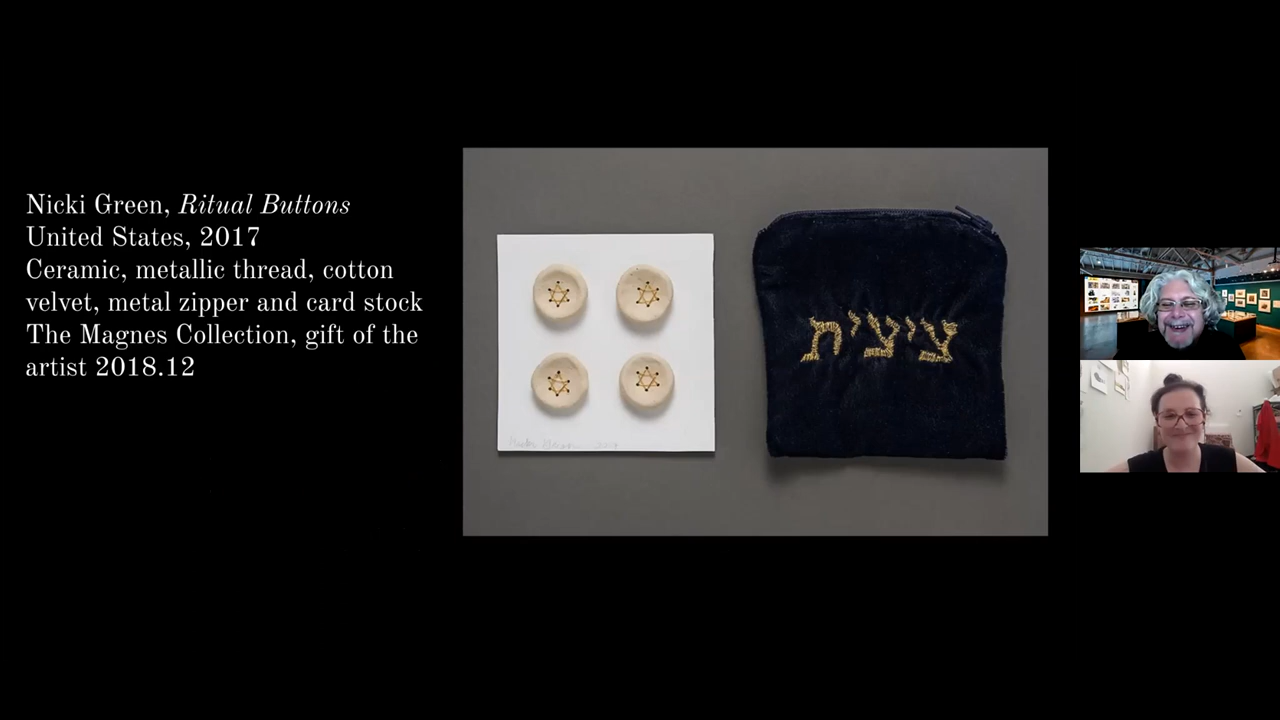 Nicki Green, Ritual Buttons
United States, 2017
Ceramic, metallic thread, cotton
velvet, metal zipper and card stock
The Magnes Collection, gift of the
artist 2018.12
ציצית